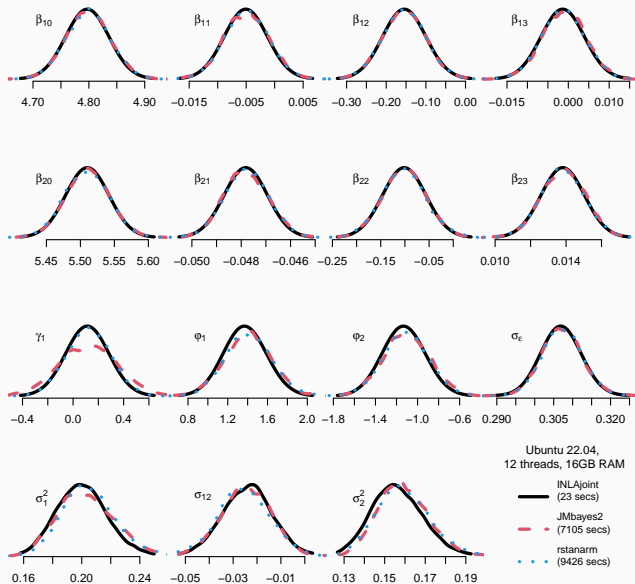 β10
β11
β12
β13
4.70 4.80 4.90
−0.015 −0.005 0.005
−0.30 −0.20 −0.10 0.00
−0.015 0.000 0.010
β20
β21
β22
β23
5.45 5.50 5.55 5.60
−0.050 −0.048 −0.046
−0.25 −0.15 −0.05
0.010 0.014
γ1
φ1
φ2
σε
−0.4 0.0 0.4
0.8 1.2 1.6 2.0
−1.8 −1.4 −1.0 −0.6
0.290 0.305 0.320
σ²1
σ12
σ²2
0.16 0.20 0.24
−0.05 −0.03 −0.01
0.13 0.15 0.17 0.19
Ubuntu 22.04,
12 threads, 16GB RAM
INLAjoint
(23 secs)
JMbayes2
(7105 secs)
rstanarm
(9426 secs)